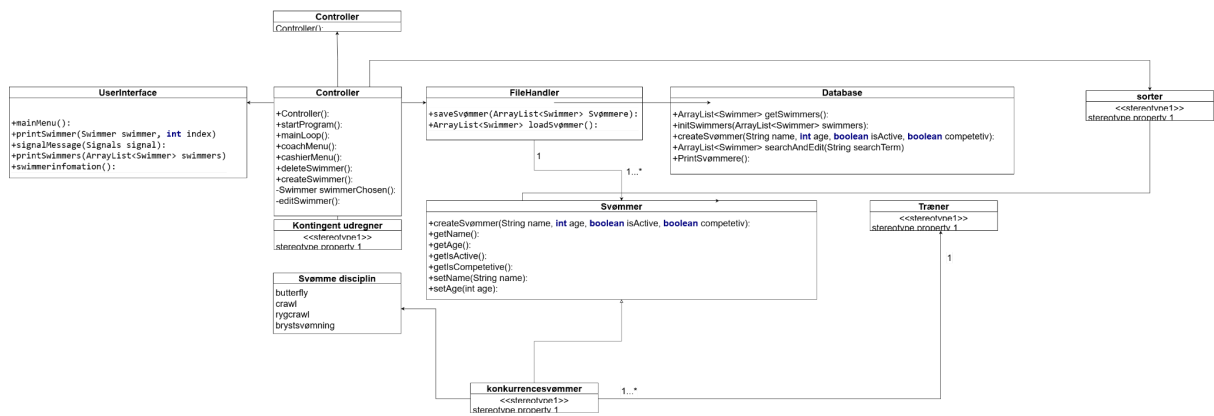 Controller
Controller():
UserInterface
+mainMenu():
+printSwimmer(Swimmer swimmer, int index)
+signalMessage(Signals signal):
+printSwimmers(ArrayList<Swimmer> swimmers)
+swimmerinfomation():
Controller
+Controller():
+startProgram():
+mainLoop():
+coachMenu():
+cashierMenu():
+deleteSwimmer():
+createSwimmer():
-Swimmer swimmerChosen():
-editSwimmer():
FileHandler
+saveSvømmer(ArrayList<Swimmer> Svømmere):
+ArrayList<Swimmer> loadSvømmer():
Database
+ArrayList<Swimmer> getSwimmers():
+initSwimmers(ArrayList<Swimmer> swimmers):
+createSvømmer(String name, int age, boolean isActive, boolean competetiv):
+ArrayList<Swimmer> searchAndEdit(String searchTerm)
+PrintSvømmere():
sorter
<<stereotype1>>
stereotype property 1
1
1...*
Kontingent udregner
<<stereotype1>>
stereotype property 1
Svømmer
+createSvømmer(String name, int age, boolean isActive, boolean competetiv):
+getName():
+getAge():
+getIsActive():
+getIsCompetetive():
+setName(String name):
+setAge(int age):
Træner
<<stereotype1>>
stereotype property 1
1
Svømme disciplin
butterfly
crawl
rygcrawl
brystsvømning
konkurrencesvømmer
<<stereotype1>>
stereotype property 1
1...*